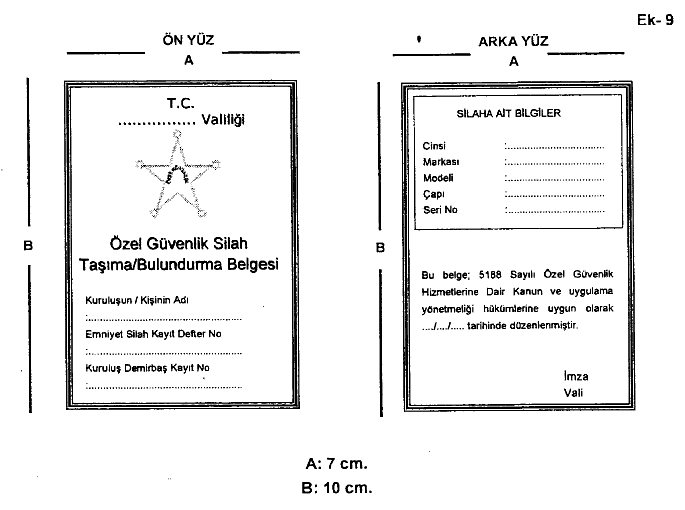 Ek- 9
ÖN YÜZ
A
B
T.C.
................ Valiliği
Özel Güvenlik Silah
Taşıma/Bulundurma Belgesi
Kuruluşun / Kişinin Adı
:
Emniyet Silah Kayıt Defter No
:
Kuruluş Demirbaş Kayıt No
:
ARKA YÜZ
A
B
SİLAHA AİT BİLGİLER
Cinsi :
Markası :
Modeli :
Çapı :
Seri No :
Bu belge; 5188 Sayılı Özel Güvenlik
Hizmetlerine Dair Kanun ve uygulama
yönetmeliği hükümlerine uygun olarak
..../..../..... tarihinde düzenlenmiştir.
İmza
Vali
A: 7 cm.
B: 10 cm.